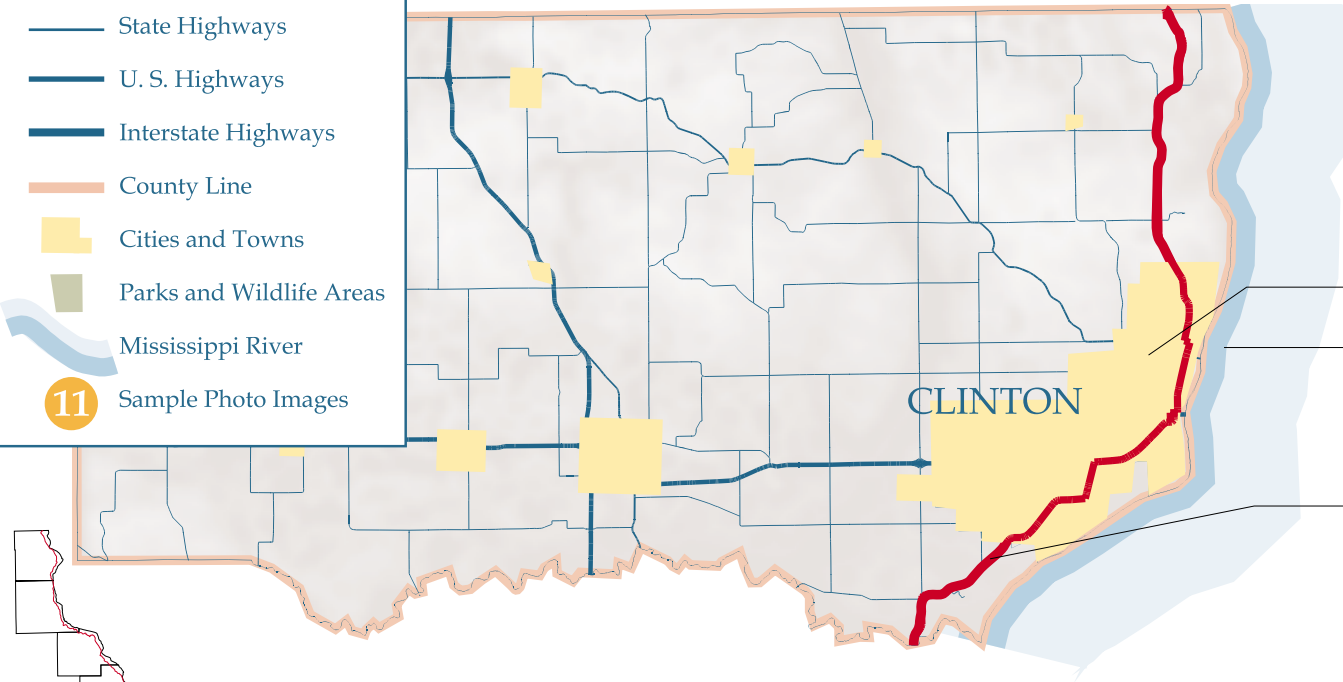 State Highways
U. S. Highways
Interstate Highways
County Line
Cities and Towns
Parks and Wildlife Areas
Mississippi River
11 Sample Photo Images
CLINTON